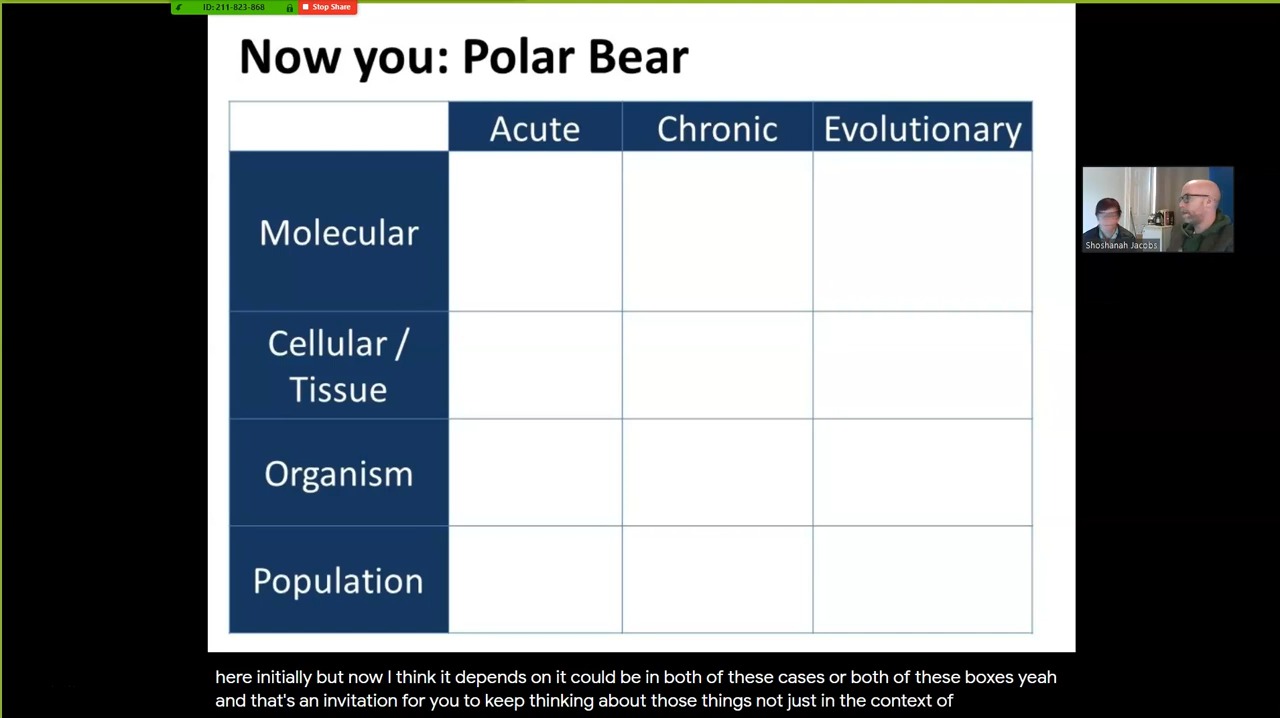 ID: 211-823-868
Stop Share
Now you: Polar Bear
Acute
Chronic
Evolutionary
Molecular
Cellular /
Tissue
Organism
Population
Shoshanah Jacobs
here initially but now I think it depends on it could be in both of these cases or both of these boxes yeah
and that's an invitation for you to keep thinking about those things not just in the context of